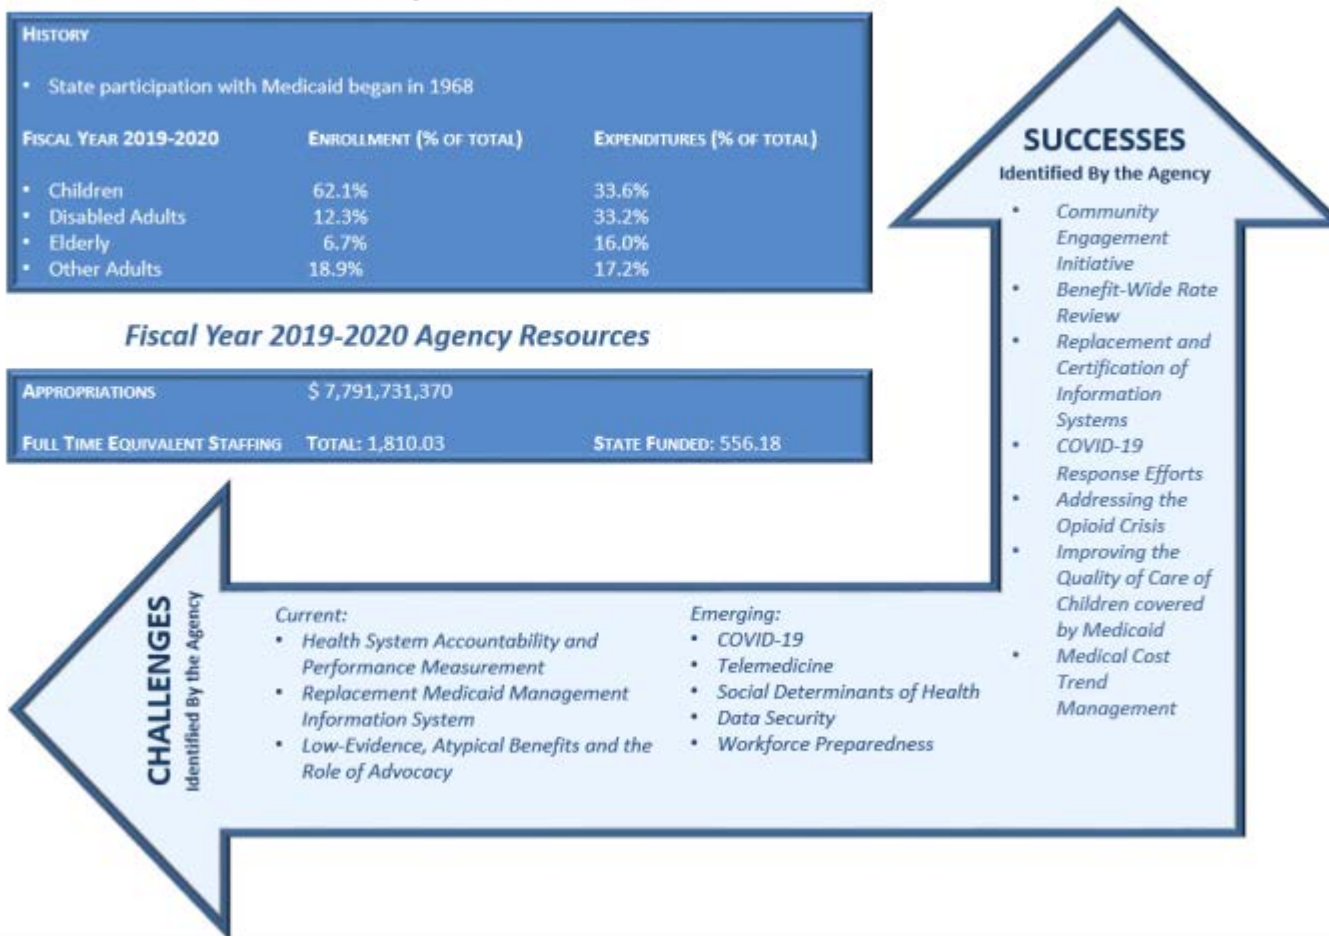 HISTORY
• State participation with Medicaid began in 1968
FISCAL YEAR 2019-2020 ENROLLMENT (% OF TOTAL) EXPENDITURES (% OF TOTAL)
• Children 62.1% 33.6%
• Disabled Adults 12.3% 33.2%
• Elderly 6.7% 16.0%
• Other Adults 18.9% 17.2%
Fiscal Year 2019-2020 Agency Resources
APPROPRIATIONS $ 7,791,731,370
FULL TIME EQUIVALENT STAFFING TOTAL: 1,810.03 STATE FUNDED: 556.18
SUCCESSES
Identified By the Agency
• Community
Engagement
Initiative
• Benefit-Wide Rate
Review
• Replacement and
Certification of
Information
Systems
• COVID-19
Response Efforts
• Addressing the
Opioid Crisis
• Improving the
Quality of Care of
Children covered
by Medicaid
• Medical Cost
Trend
Management
CHALLENGES
Identified By the Agency
Current:
• Health System Accountability and
Performance Measurement
• Replacement Medicaid Management
Information System
• Low-Evidence, Atypical Benefits and the
Role of Advocacy
Emerging:
• COVID-19
• Telemedicine
• Social Determinants of Health
• Data Security
• Workforce Preparedness